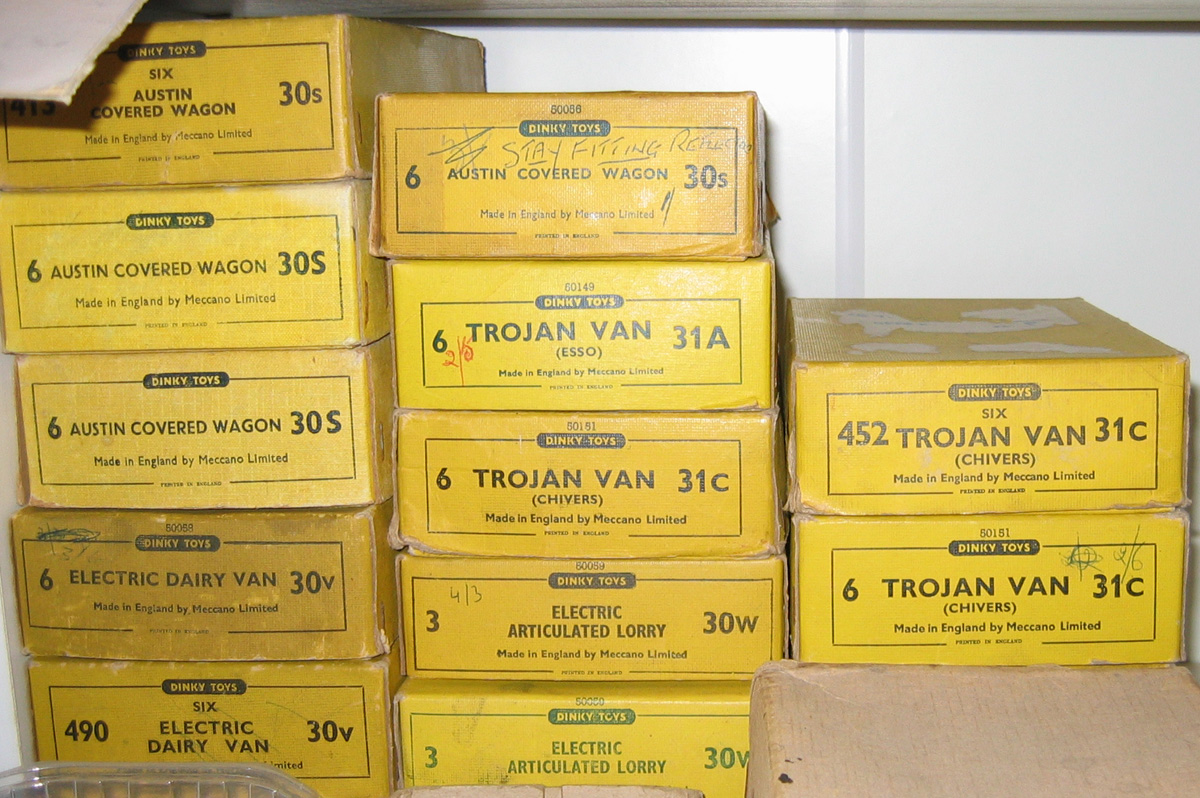 DINKY TOYS
SIX
413 AUSTIN 30s
COVERED WAGON
Made in England by Meccano Limited
PRINTED IN ENGLAND
DINKY TOYS
6 AUSTIN COVERED WAGON 30S
Made in England by Meccano Limited
PRINTED IN ENGLAND
DINKY TOYS
6 AUSTIN COVERED WAGON 30S
Made in England by Meccano Limited
PRINTED IN ENGLAND
50058
DINKY TOYS
6 ELECTRIC DAIRY VAN 30v
Made in England by Meccano Limited
PRINTED IN ENGLAND
DINKY TOYS
SIX
490 ELECTRIC 30v
DAIRY VAN
Limited
50056
DINKY TOYS
STAY FITTING
6 AUSTIN COVERED WAGON 30s
Made in England by Meccano Limited
PRINTED IN ENGLAND
50149
DINKY TOYS
6 TROJAN VAN 31A
2/5
(ESSO)
Made in England by Meccano Limited
PRINTED IN ENGLAND
50151
DINKY TOYS
6 TROJAN VAN 31C
(CHIVERS)
Made in England by Meccano Limited
PRINTED IN ENGLAND
50059
DINKY TOYS
4/3
3 ELECTRIC 30w
ARTICULATED LORRY
Made in England by Meccano Limited
PRINTED IN ENGLAND
DINKY TOYS
3 ELECTRIC 30w
ARTICULATED LORRY
DINKY TOYS
SIX
452 TROJAN VAN 31C
(CHIVERS)
Made in England by Meccano Limited
PRINTED IN ENGLAND
50151
DINKY TOYS
2/6
6 TROJAN VAN 31C
(CHIVERS)
Made in England by Meccano Limited
PRINTED IN ENGLAND